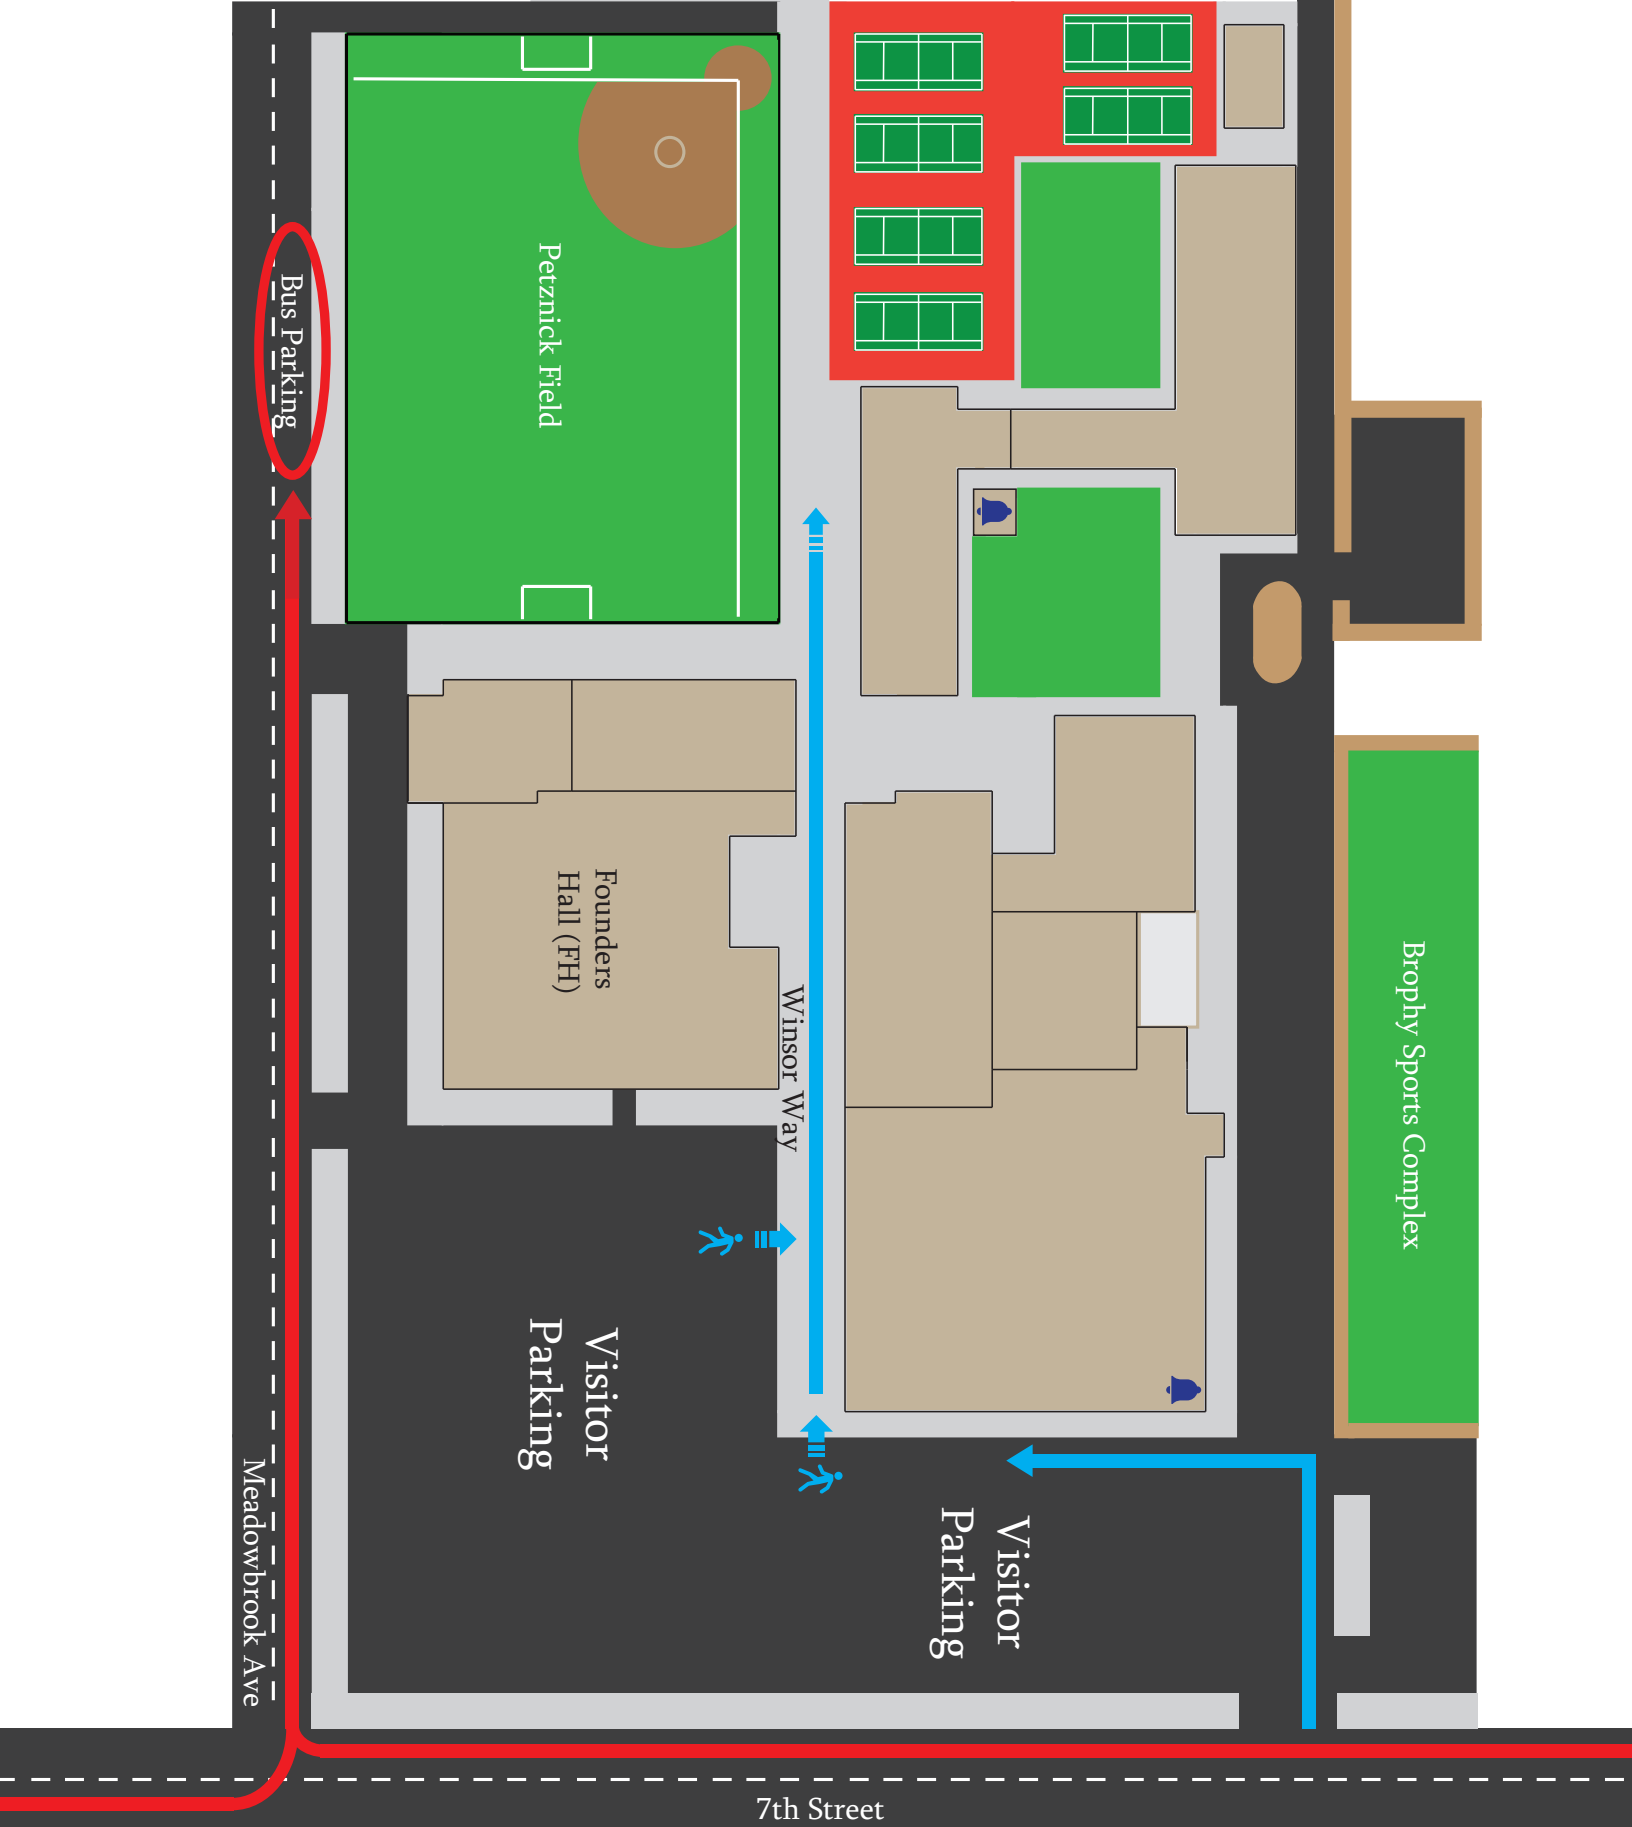 Bus Parking
Petznick Field
Founders
Hall (FH)
Winsor Way
Brophy Sports Complex
Visitor
Parking
Visitor
Parking
Meadowbrook Ave
7th Street